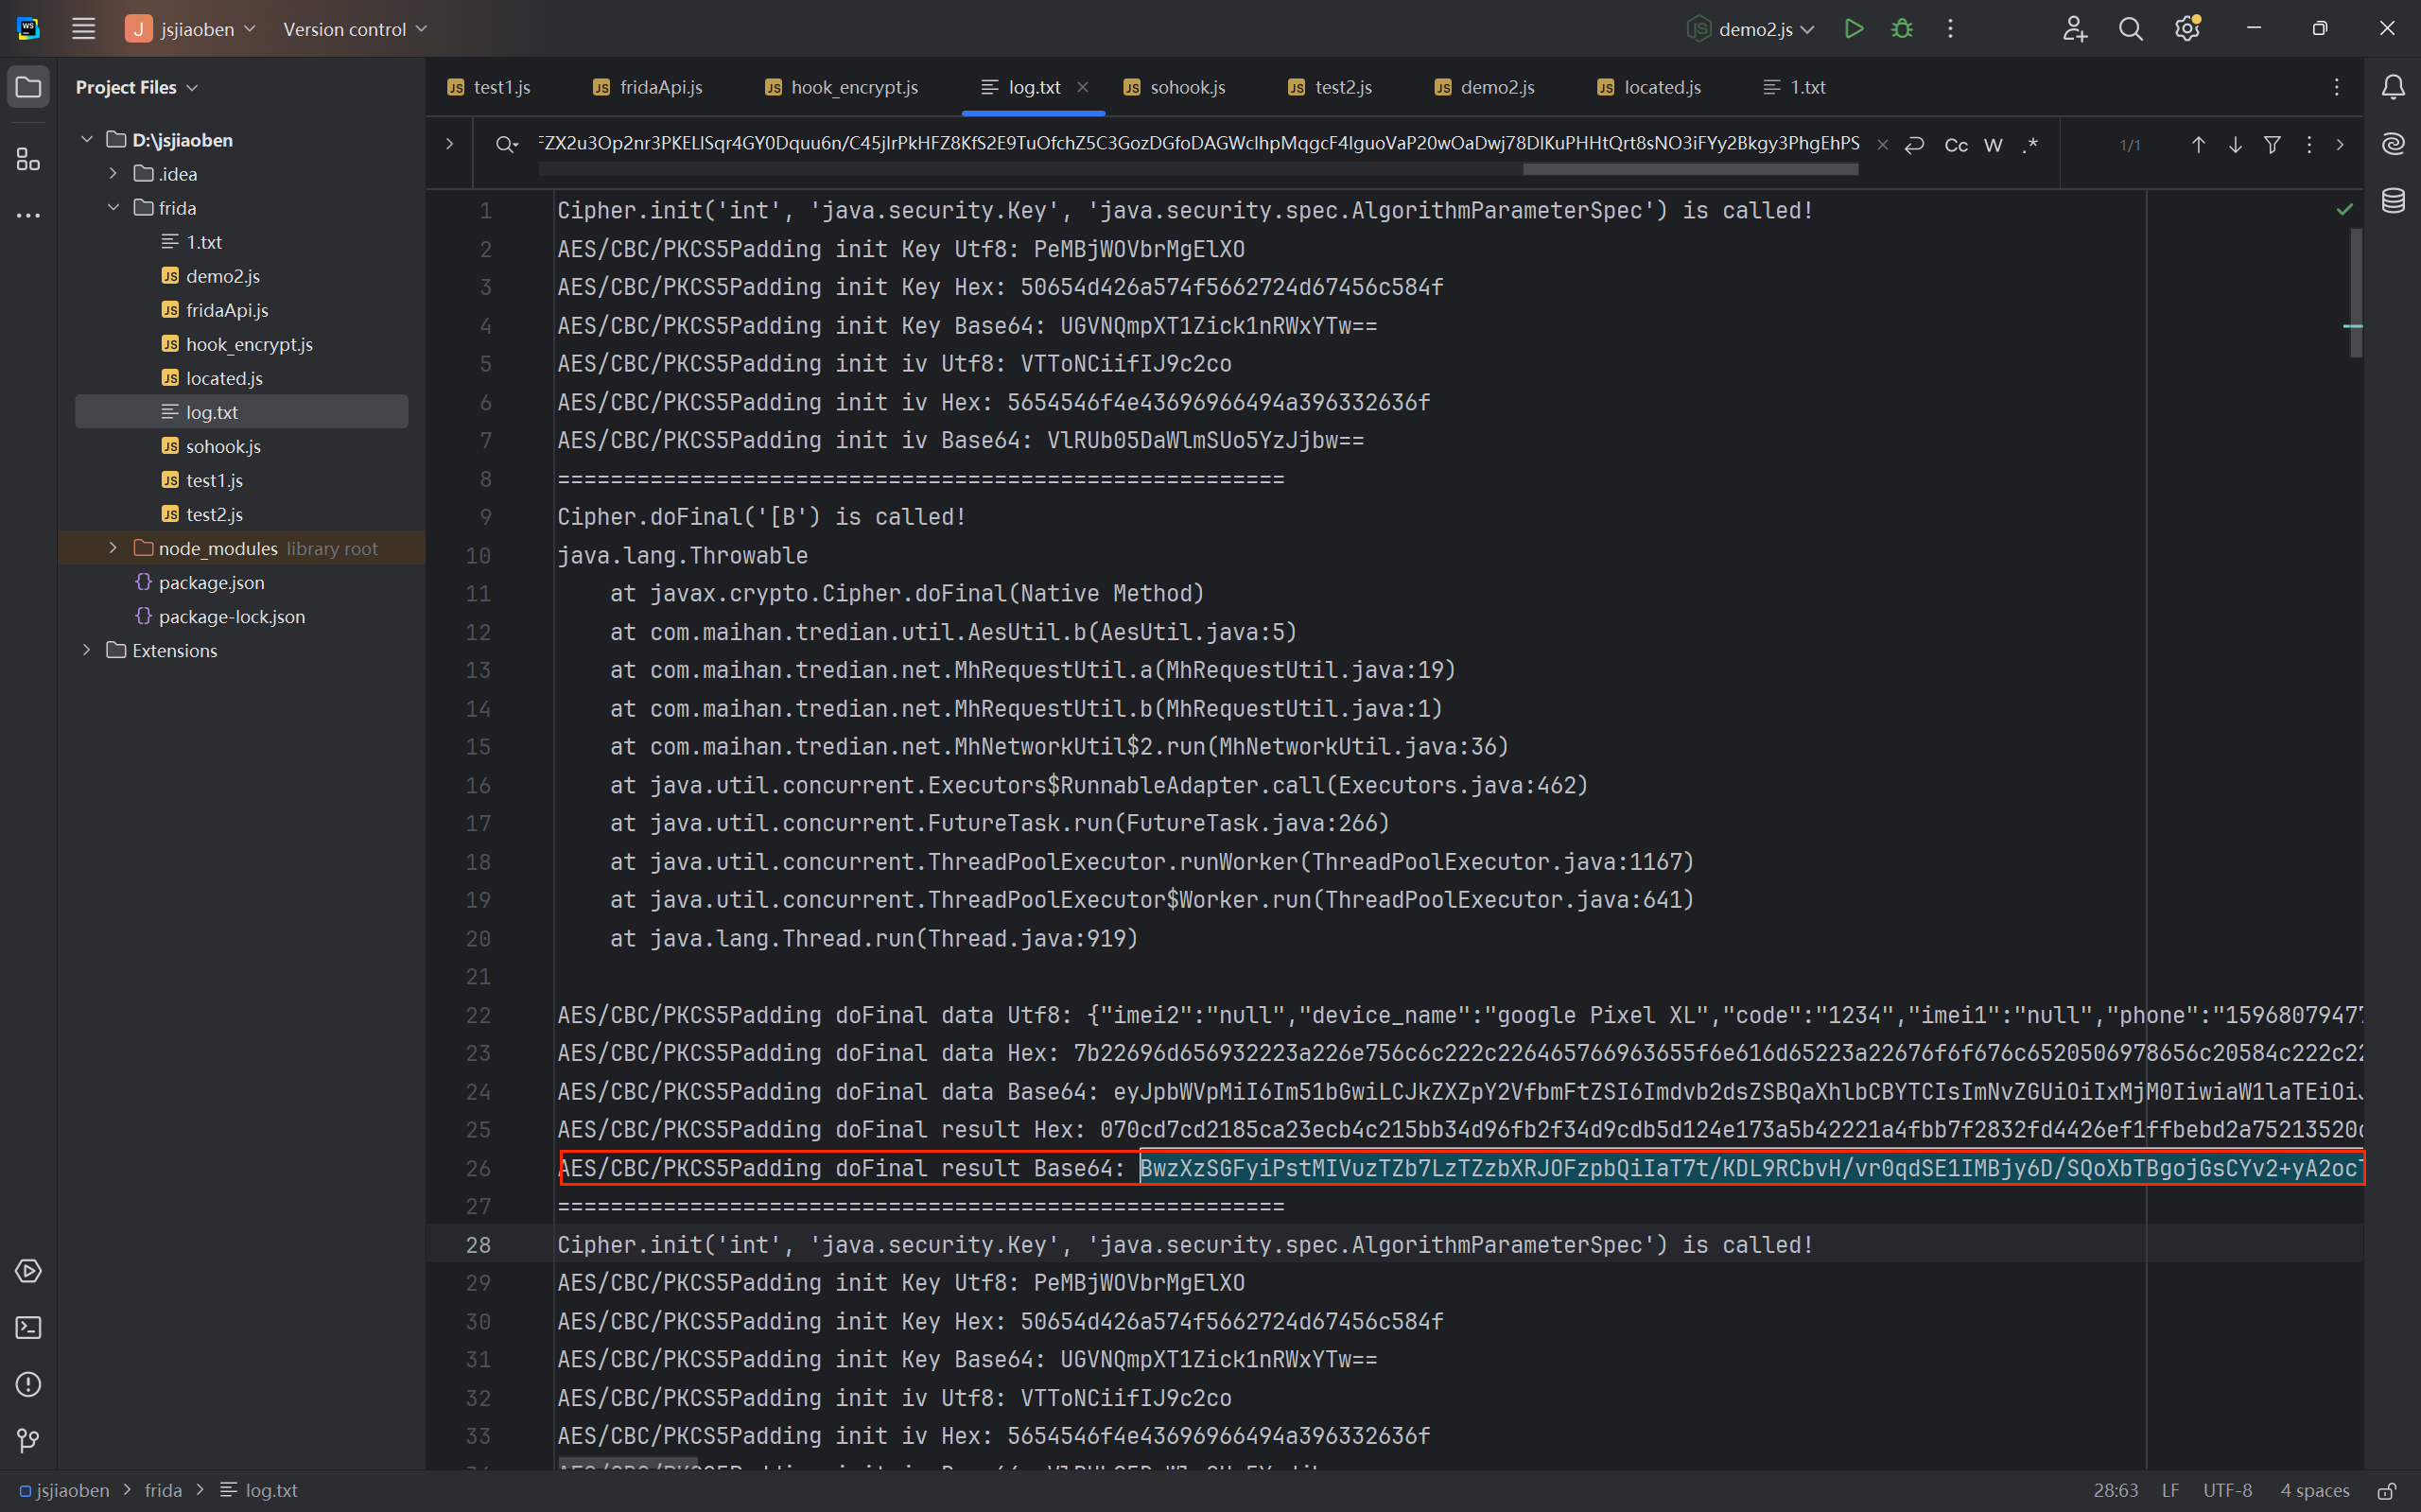 jsjiaoben
Version control
demo2.js
Project Files
D:\jsjiaoben
.idea
frida
1.txt
demo2.js
fridaApi.js
hook_encrypt.js
located.js
log.txt
sohook.js
test1.js
test2.js
node_modules library root
package.json
package-lock.json
Extensions
test1.js
fridaApi.js
hook_encrypt.js
log.txt
sohook.js
test2.js
demo2.js
located.js
1.txt
Cc W .*
1/1
1 Cipher.init('int', 'java.security.Key', 'java.security.spec.AlgorithmParameterSpec') is called!
2 AES/CBC/PKCS5Padding init Key Utf8: PeMBjWOVbrMgElXO
3 AES/CBC/PKCS5Padding init Key Hex: 50654d426a574f5662724d67456c584f
4 AES/CBC/PKCS5Padding init Key Base64: UGVNQmpXT1Zick1nRWxYTw==
5 AES/CBC/PKCS5Padding init iv Utf8: VTToNCiifIJ9c2co
6 AES/CBC/PKCS5Padding init iv Hex: 5654546f4e43696966494a396332636f
7 AES/CBC/PKCS5Padding init iv Base64: VlRUb05DaWlmSUo5YzJjbw==
8 =======================================================
9 Cipher.doFinal('[B') is called!
10 java.lang.Throwable
11 at javax.crypto.Cipher.doFinal(Native Method)
12 at com.maihan.tredian.util.AesUtil.b(AesUtil.java:5)
13 at com.maihan.tredian.net.MhRequestUtil.a(MhRequestUtil.java:19)
14 at com.maihan.tredian.net.MhRequestUtil.b(MhRequestUtil.java:1)
15 at com.maihan.tredian.net.MhNetworkUtil$2.run(MhNetworkUtil.java:36)
16 at java.util.concurrent.Executors$RunnableAdapter.call(Executors.java:462)
17 at java.util.concurrent.FutureTask.run(FutureTask.java:266)
18 at java.util.concurrent.ThreadPoolExecutor.runWorker(ThreadPoolExecutor.java:1167)
19 at java.util.concurrent.ThreadPoolExecutor$Worker.run(ThreadPoolExecutor.java:641)
20 at java.lang.Thread.run(Thread.java:919)
21
22 AES/CBC/PKCS5Padding doFinal data Utf8: {"imei2":"null","device_name":"google Pixel XL","code":"1234","imei1":"null","phone":"1596807947
23 AES/CBC/PKCS5Padding doFinal data Hex: 7b22696d656932223a226e756c6c222c226465766963655f6e616d65223a22676f6f676c6520506978656c20584c222c22
24 AES/CBC/PKCS5Padding doFinal data Base64: eyJpbWVpMiI6Im51bGwiLCJkZXZpY2VfbmFtZSI6Imdvb2dsZSBQaXhlbCBYTCIsImNvZGUiOiIxMjM0IiwiaW1laTEiOi
25 AES/CBC/PKCS5Padding doFinal result Hex: 070cd7cd2185ca23ecb4c215bb34d96fb2f34d9cdb5d124e173a5b42221a4fbb7f2832fd4426ef1ffbebd2a75213520
26 AES/CBC/PKCS5Padding doFinal result Base64: BwzXzSGFyiPstMIVuzTZb7LzTZzbXRJOFzpbQiIaT7t/KDL9RCbvH/vr0qdSE1IMBjy6D/SQoXbTBgojGsCYv2+yA2oc
27 =======================================================
28 Cipher.init('int', 'java.security.Key', 'java.security.spec.AlgorithmParameterSpec') is called!
29 AES/CBC/PKCS5Padding init Key Utf8: PeMBjWOVbrMgElXO
30 AES/CBC/PKCS5Padding init Key Hex: 50654d426a574f5662724d67456c584f
31 AES/CBC/PKCS5Padding init Key Base64: UGVNQmpXT1Zick1nRWxYTw==
32 AES/CBC/PKCS5Padding init iv Utf8: VTToNCiifIJ9c2co
33 AES/CBC/PKCS5Padding init iv Hex: 5654546f4e43696966494a396332636f
jsjiaoben > frida > log.txt
28:63 LF UTF-8 4 spaces